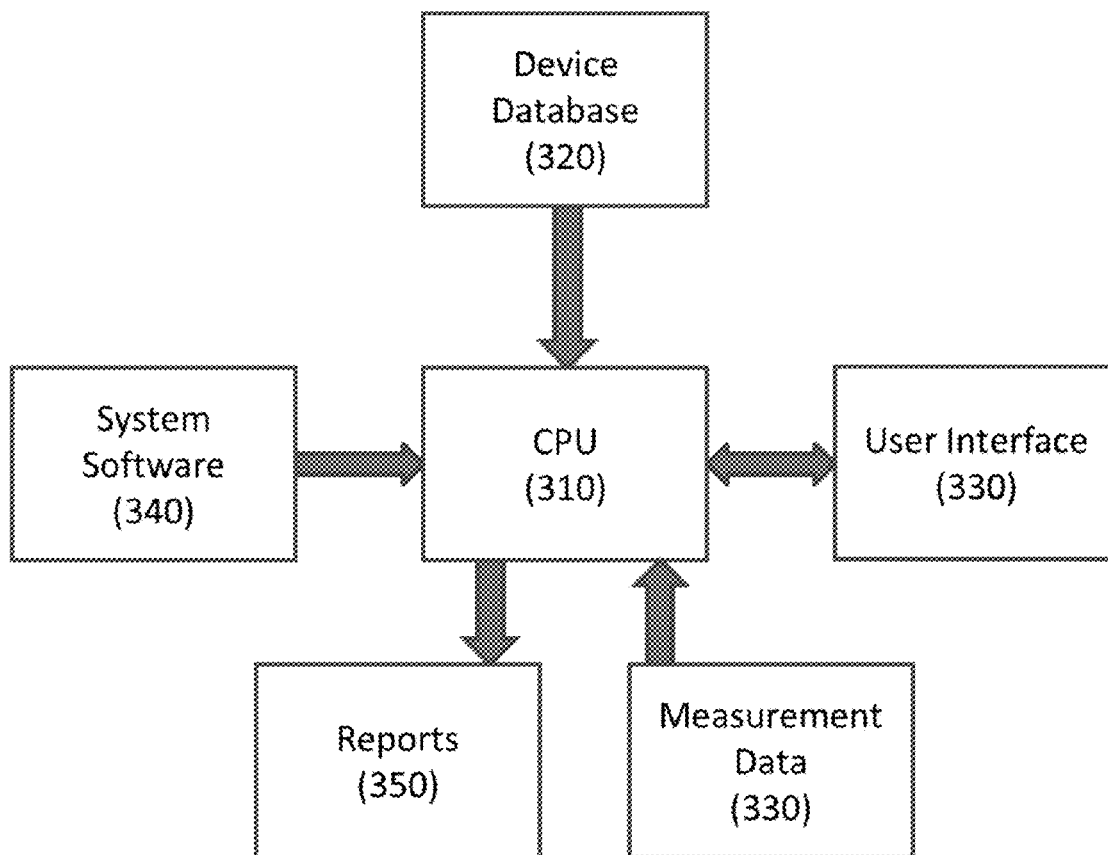 Device
Database
(320)
System
Software
(340)
CPU
(310)
User Interface
(330)
Reports
(350)
Measurement
Data
(330)